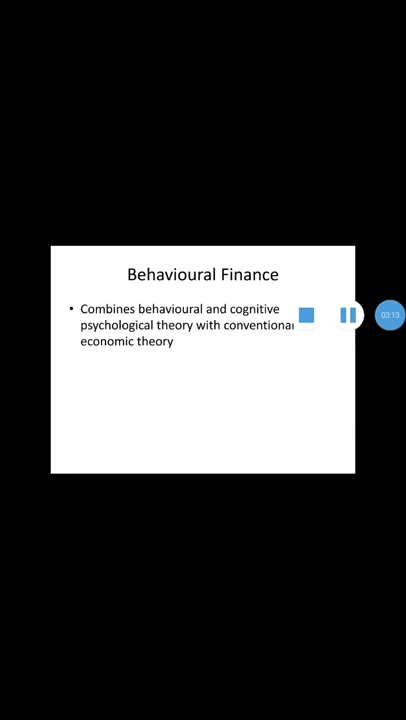 Behavioural Finance
• Combines behavioural and cognitive
psychological theory with conventional
economic theory
03:13